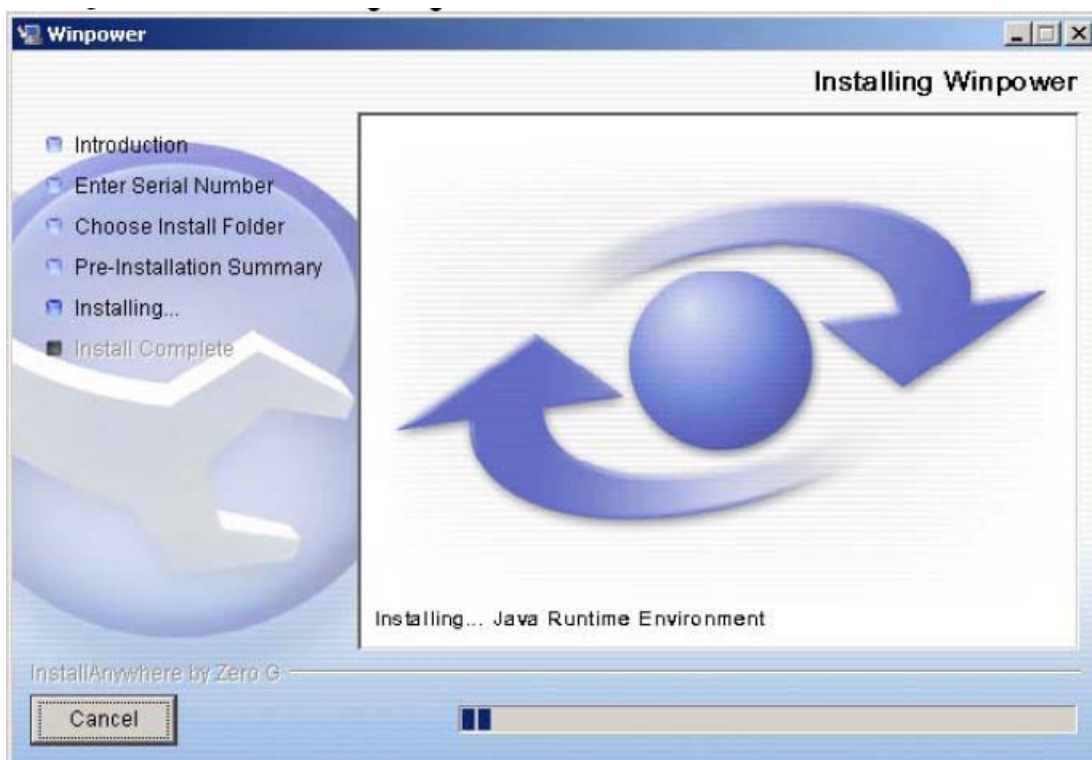 Winpower
Installing Winpower
Introduction
Enter Serial Number
Choose Install Folder
Pre-Installation Summary
Installing...
Install Complete
Installing... Java Runtime Environment
InstallAnywhere by Zero G
Cancel